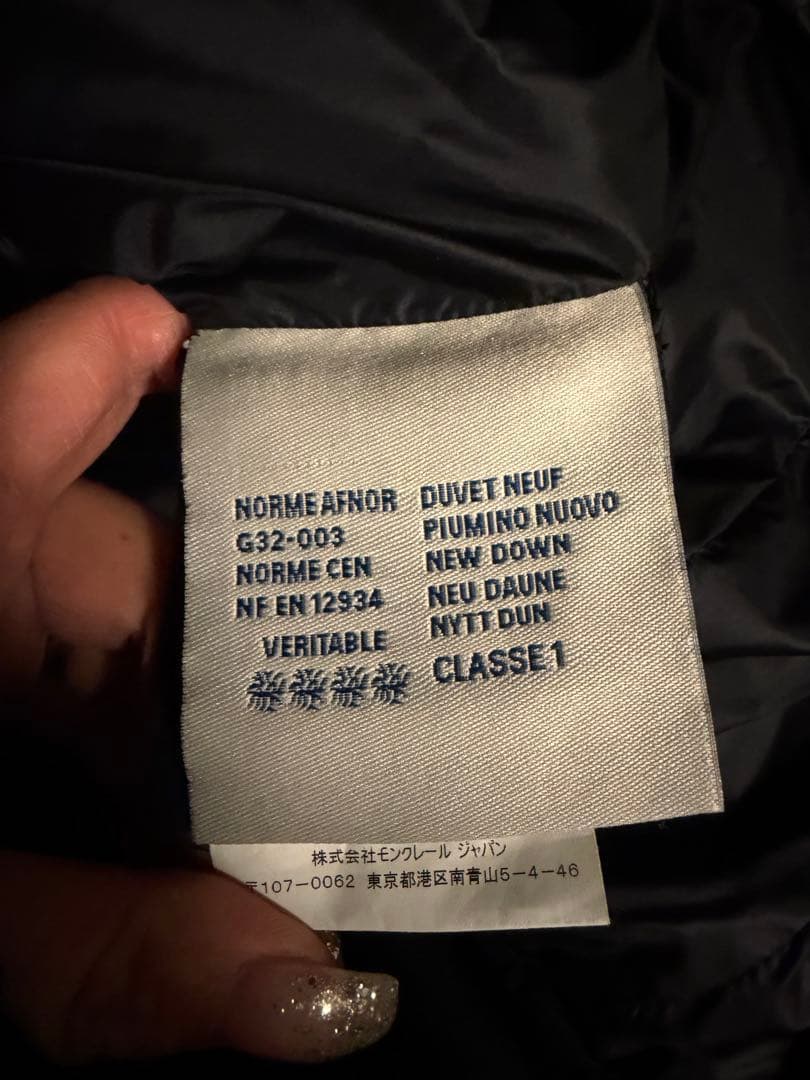 NORME AFNOR
G32-003
NORME CEN
NF EN 12934
VERITABLE
DUVET NEUF
PIUMINO NUOVO
NEW DOWN
NEU DAUNE
NYTT DUN
CLASSE 1
株式会社モンクレール ジャパン
〒107-0062 東京都港区南青山5-4-46